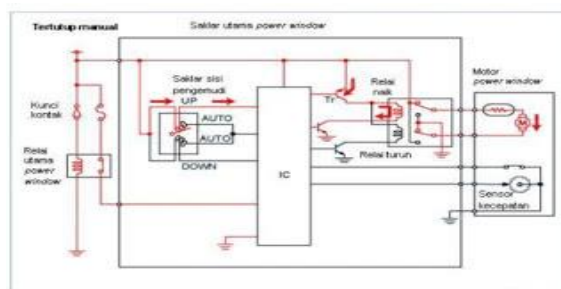 Tertulup manual
Saklar utama power window
Saklar sisi
pengemudi
UP
AUTO
AUTO
DOWN
Kunci
kontak
Relai
utama
power
window
Tr
Relai
naik
Relai turun
IC
Motor
power window
Sensor
kecepatan